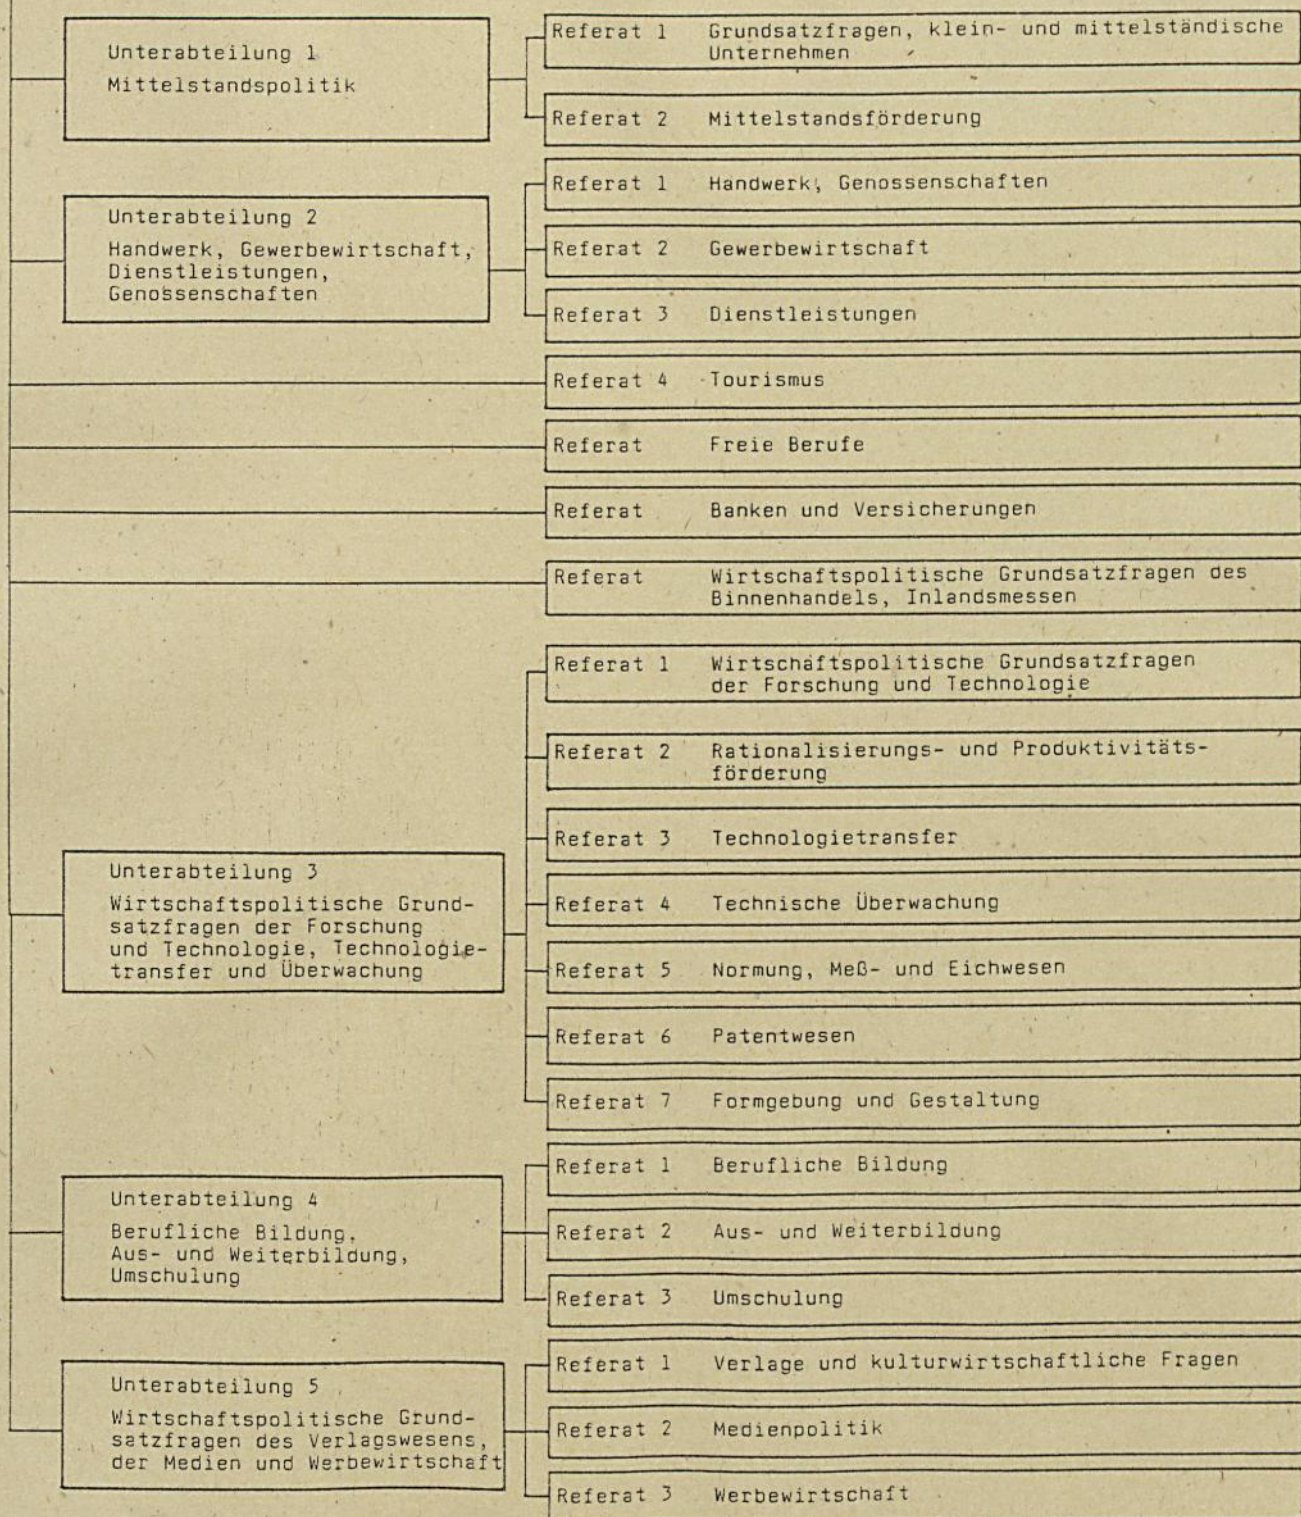 Unterabteilung 1
Mittelstandspolitik
Referat 1 Grundsatzfragen, klein- und mittelständische
Unternehmen
Referat 2 Mittelstandsförderung
Unterabteilung 2
Handwerk, Gewerbewirtschaft,
Dienstleistungen,
Genossenschaften
Referat 1 Handwerk, Genossenschaften
Referat 2 Gewerbewirtschaft
Referat 3 Dienstleistungen
Referat 4 Tourismus
Referat Freie Berufe
Referat Banken und Versicherungen
Referat Wirtschaftspolitische Grundsatzfragen des
Binnenhandels, Inlandsmessen
Unterabteilung 3
Wirtschaftspolitische Grund-
satzfragen der Forschung
und Technologie, Technologie-
transfer und Überwachung
Referat 1 Wirtschaftspolitische Grundsatzfragen
der Forschung und Technologie
Referat 2 Rationalisierungs- und Produktivitäts-
förderung
Referat 3 Technologietransfer
Referat 4 Technische Überwachung
Referat 5 Normung, Meß- und Eichwesen
Referat 6 Patentwesen
Referat 7 Formgebung und Gestaltung
Unterabteilung 4
Berufliche Bildung,
Aus- und Weiterbildung,
Umschulung
Referat 1 Berufliche Bildung
Referat 2 Aus- und Weiterbildung
Referat 3 Umschulung
Unterabteilung 5
Wirtschaftspolitische Grund-
satzfragen des Verlagswesens,
der Medien und Werbewirtschaft
Referat 1 Verlage und kulturwirtschaftliche Fragen
Referat 2 Medienpolitik
Referat 3 Werbewirtschaft